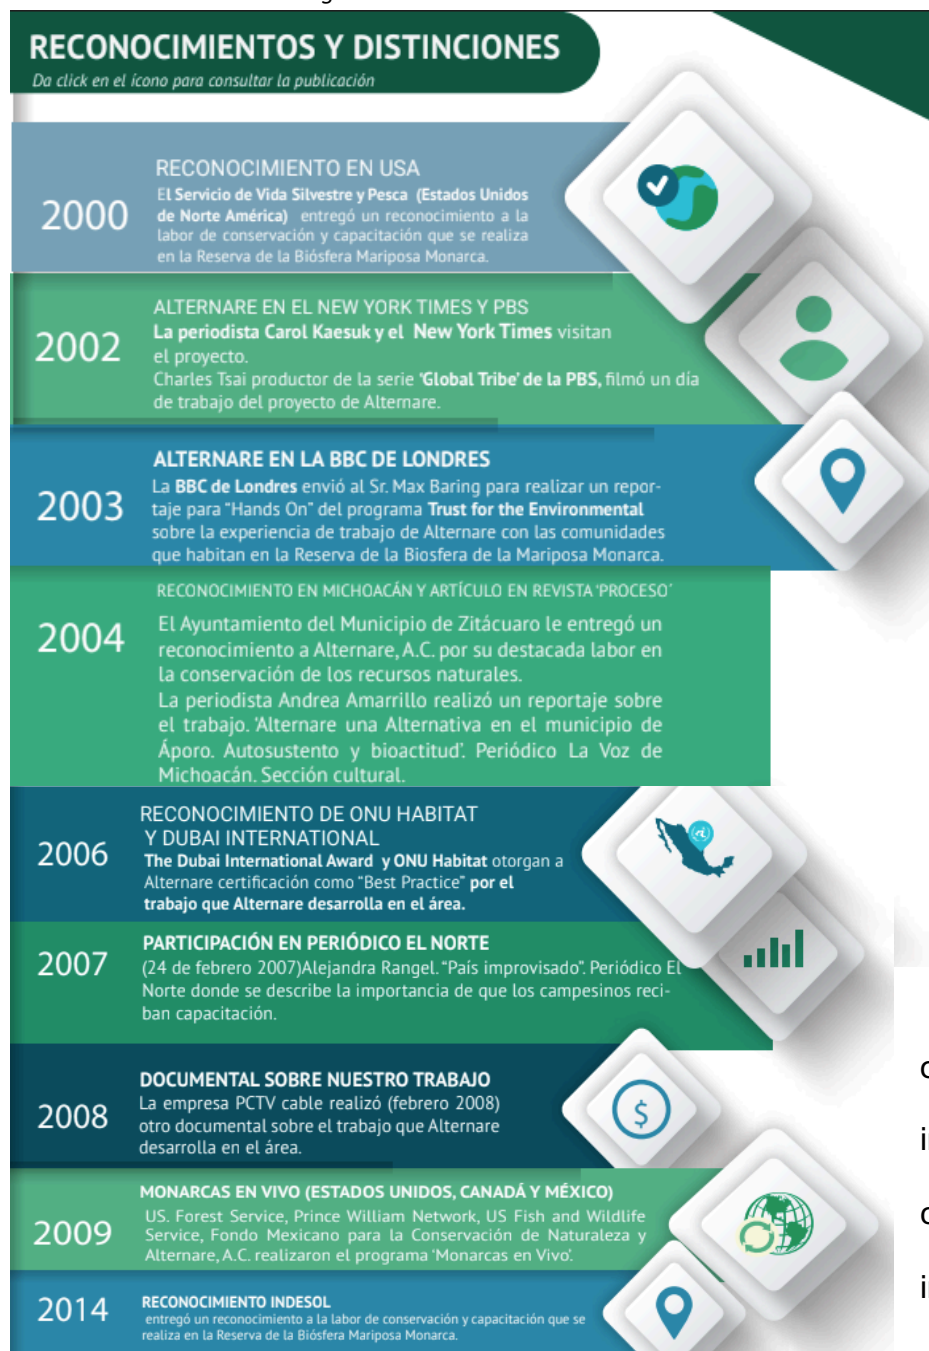 RECONOCIMIENTOS Y DISTINCIONES
Da click en el ícono para consultar la publicación
2000
RECONOCIMIENTO EN USA
El Servicio de Vida Silvestre y Pesca (Estados Unidos
de Norte América) entregó un reconocimiento a la
labor de conservación y capacitación que se realiza
en la Reserva de la Biósfera Mariposa Monarca.
2002
ALTERNARE EN EL NEW YORK TIMES Y PBS
La periodista Carol Kaesuk y el New York Times visitan
el proyecto.
Charles Tsai productor de la serie 'Global Tribe' de la PBS, filmó un día
de trabajo del proyecto de Alternare.
2003
ALTERNARE EN LA BBC DE LONDRES
La BBC de Londres envió al Sr. Max Baring para realizar un repor-
taje para "Hands On" del programa Trust for the Environmental
sobre la experiencia de trabajo de Alternare con las comunidades
que habitan en la Reserva de la Biosfera de la Mariposa Monarca.
2004
RECONOCIMIENTO EN MICHOACÁN Y ARTÍCULO EN REVISTA 'PROCESO'
El Ayuntamiento del Municipio de Zitácuaro le entregó un
reconocimiento a Alternare, A.C. por su destacada labor en
la conservación de los recursos naturales.
La periodista Andrea Amarrillo realizó un reportaje sobre
el trabajo. 'Alternare una Alternativa en el municipio de
Áporo. Autosustento y bioactitud'. Periódico La Voz de
Michoacán. Sección cultural.
2006
RECONOCIMIENTO DE ONU HABITAT
Y DUBAI INTERNATIONAL
The Dubai International Award y ONU Habitat otorgan a
Alternare certificación como "Best Practice" por el
trabajo que Alternare desarrolla en el área.
2007
PARTICIPACIÓN EN PERIÓDICO EL NORTE
(24 de febrero 2007)Alejandra Rangel. "País improvisado". Periódico El
Norte donde se describe la importancia de que los campesinos reci-
ban capacitación.
2008
DOCUMENTAL SOBRE NUESTRO TRABAJO
La empresa PCTV cable realizó (febrero 2008)
otro documental sobre el trabajo que Alternare
desarrolla en el área.
$
2009
MONARCAS EN VIVO (ESTADOS UNIDOS, CANADÁ Y MÉXICO)
US. Forest Service, Prince William Network, US Fish and Wildlife
Service, Fondo Mexicano para la Conservación de Naturaleza y
Alternare, A.C. realizaron el programa 'Monarcas en Vivo'.
2014
RECONOCIMIENTO INDESOL
entregó un reconocimiento a la labor de conservación y capacitación que se
realiza en la Reserva de la Biósfera Mariposa Monarca.